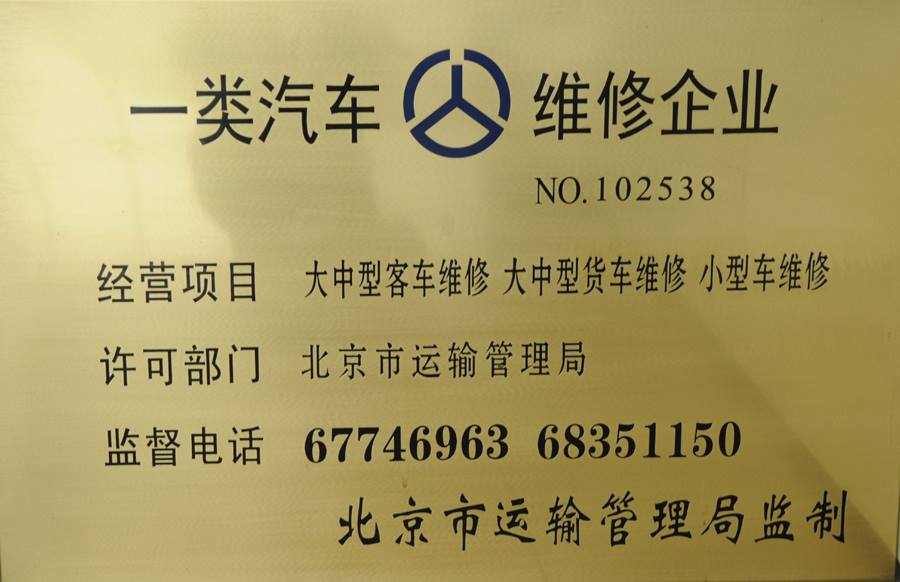 一类汽车 维修企业
NO.102538
经营项目 大中型客车维修 大中型货车维修 小型车维修
许可部门 北京市运输管理局
监督电话 67746963 68351150
北京市运输管理局监制